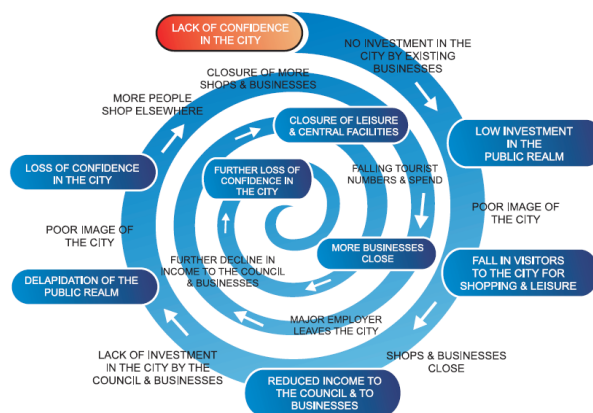 LACK OF CONFIDENCE
IN THE CITY
NO INVESTMENT IN THE
CITY BY EXISTING
BUSINESSES
LOW INVESTMENT
IN THE
PUBLIC REALM
POOR IMAGE OF
THE CITY
FALL IN VISITORS
TO THE CITY FOR
SHOPPING & LEISURE
SHOPS & BUSINESSES
CLOSE
REDUCED INCOME TO
THE COUNCIL & TO
BUSINESSES
LACK OF INVESTMENT
IN THE CITY BY THE
COUNCIL & BUSINESSES
DELAPIDATION OF THE
PUBLIC REALM
POOR IMAGE OF
THE CITY
LOSS OF CONFIDENCE
IN THE CITY
MORE PEOPLE
SHOP ELSEWHERE
CLOSURE OF MORE
SHOPS & BUSINESSES
FALLING TOURIST
NUMBERS & SPEND
MORE BUSINESSES
CLOSE
MAJOR EMPLOYER
LEAVES THE CITY
FURTHER DECLINE IN
INCOME TO THE COUNCIL
& BUSINESSES
CLOSURE OF LEISURE
& CENTRAL FACILITIES
FURTHER LOSS OF
CONFIDENCE IN THE
CITY